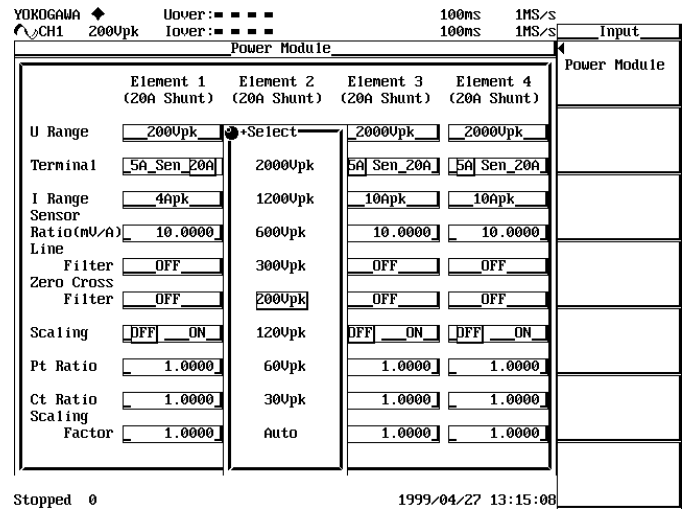 YOKOGAWA ◆ Uover:= = = = 100ms 1MS/s
CH1 200Vpk Iover:= = = = 100ms 1MS/s Input
Power Module
Power Module
Element 1 Element 2 Element 3 Element 4
(20A Shunt) (20A Shunt) (20A Shunt) (20A Shunt)
U Range 200Vpk +Select 2000Vpk 2000Vpk
Terminal 5A Sen 20A 2000Vpk 5A Sen 20A 5A Sen 20A
I Range 4Apk 1200Vpk 10Apk 10Apk
Sensor
Ratio(mV/A) 10.0000 600Vpk 10.0000 10.0000
Line
Filter OFF 300Vpk OFF OFF
Zero Cross
Filter OFF 200Vpk OFF OFF
Scaling OFF ON 120Vpk OFF ON OFF ON
Pt Ratio 1.0000 60Vpk 1.0000 1.0000
Ct Ratio 1.0000 30Vpk 1.0000 1.0000
Scaling
Factor 1.0000 Auto 1.0000 1.0000
Stopped 0 1999/04/27 13:15:08